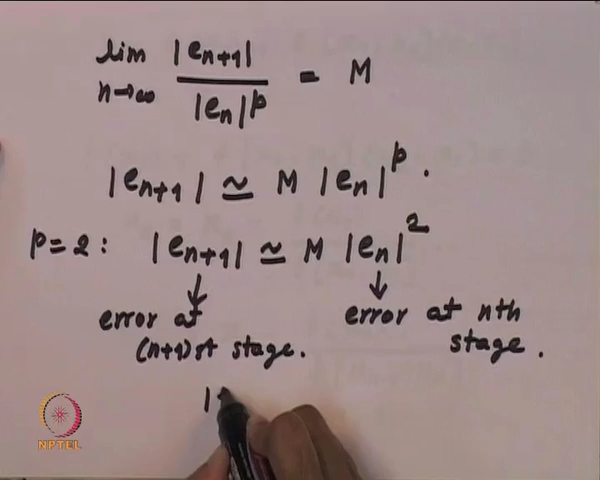 lim |en+1| / |en|^p = M
n→∞
|en+1| ≃ M |en|^p .
p=2: |en+1| ≃ M |en|^2
↓ ↓
error at (n+1)st stage.
error at nth stage.
|
NPTEL